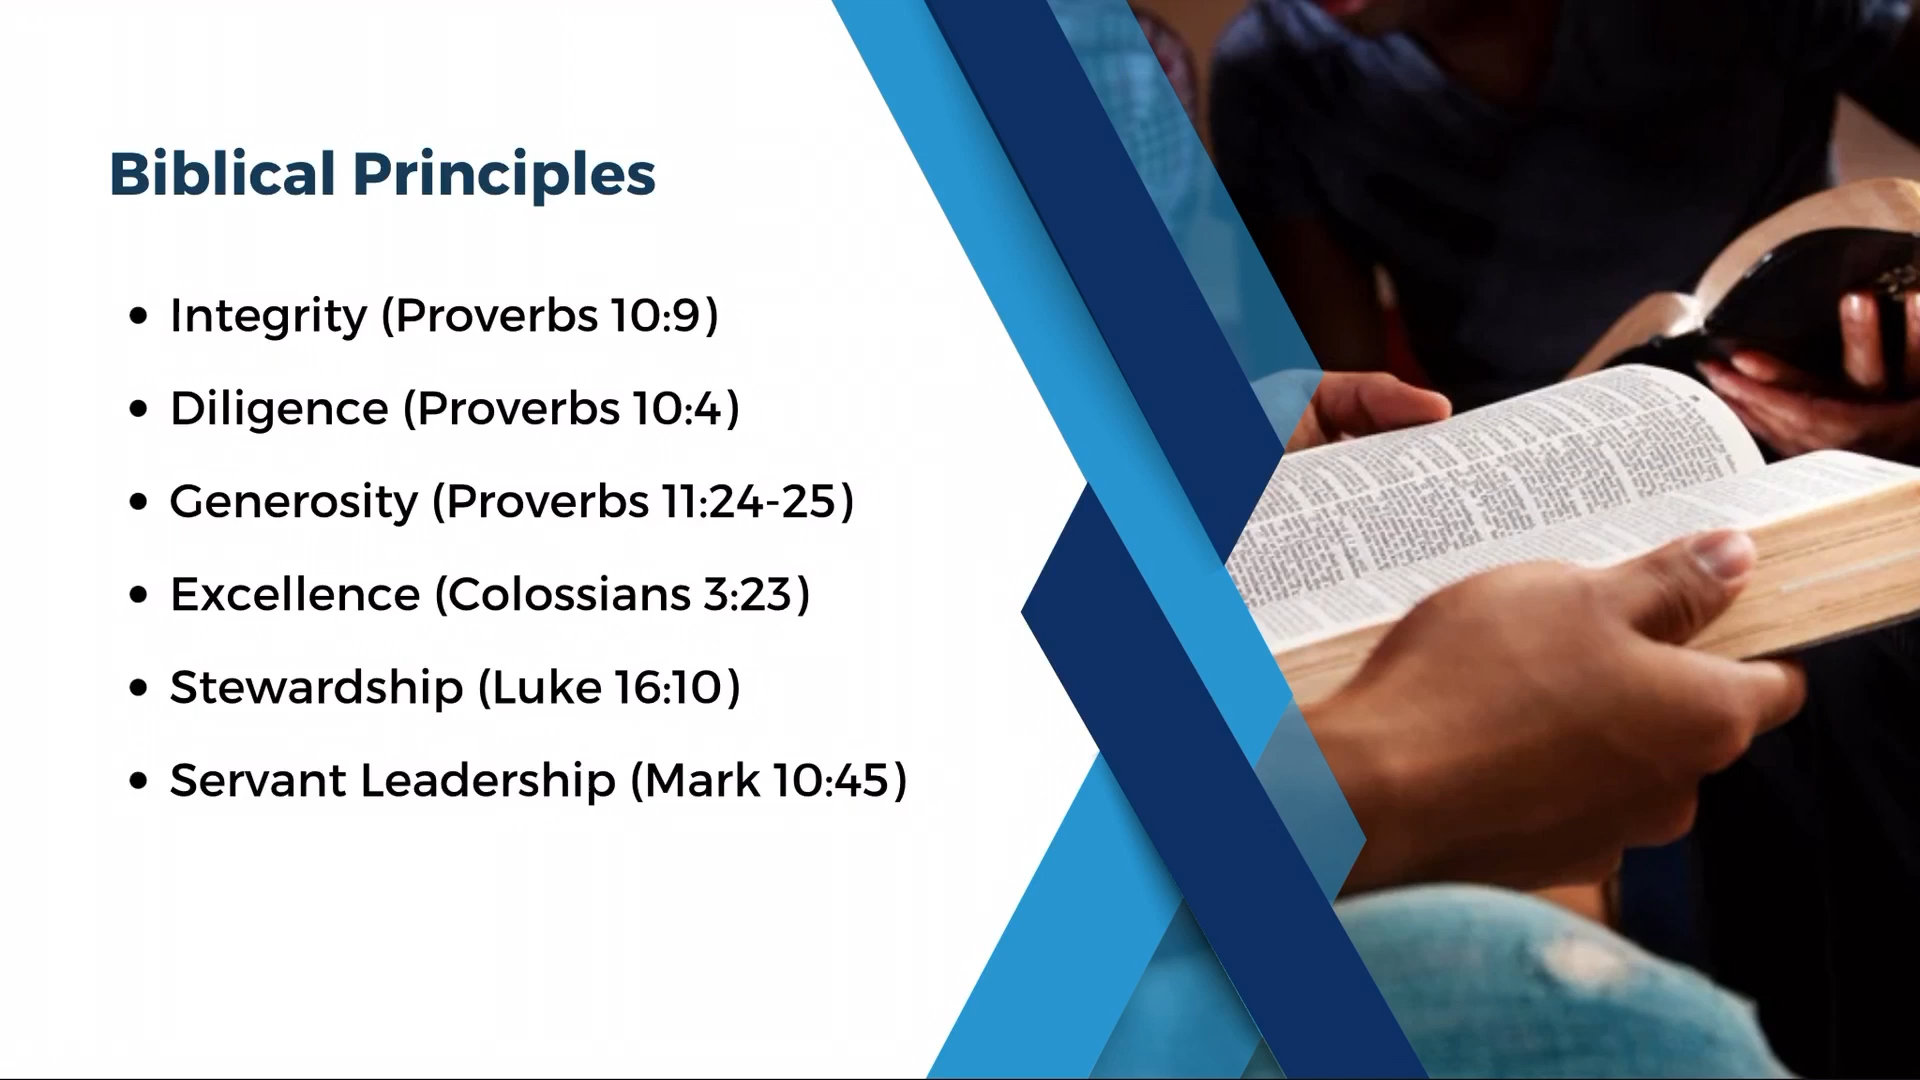 Biblical Principles
• Integrity (Proverbs 10:9)
• Diligence (Proverbs 10:4)
• Generosity (Proverbs 11:24-25)
• Excellence (Colossians 3:23)
• Stewardship (Luke 16:10)
• Servant Leadership (Mark 10:45)